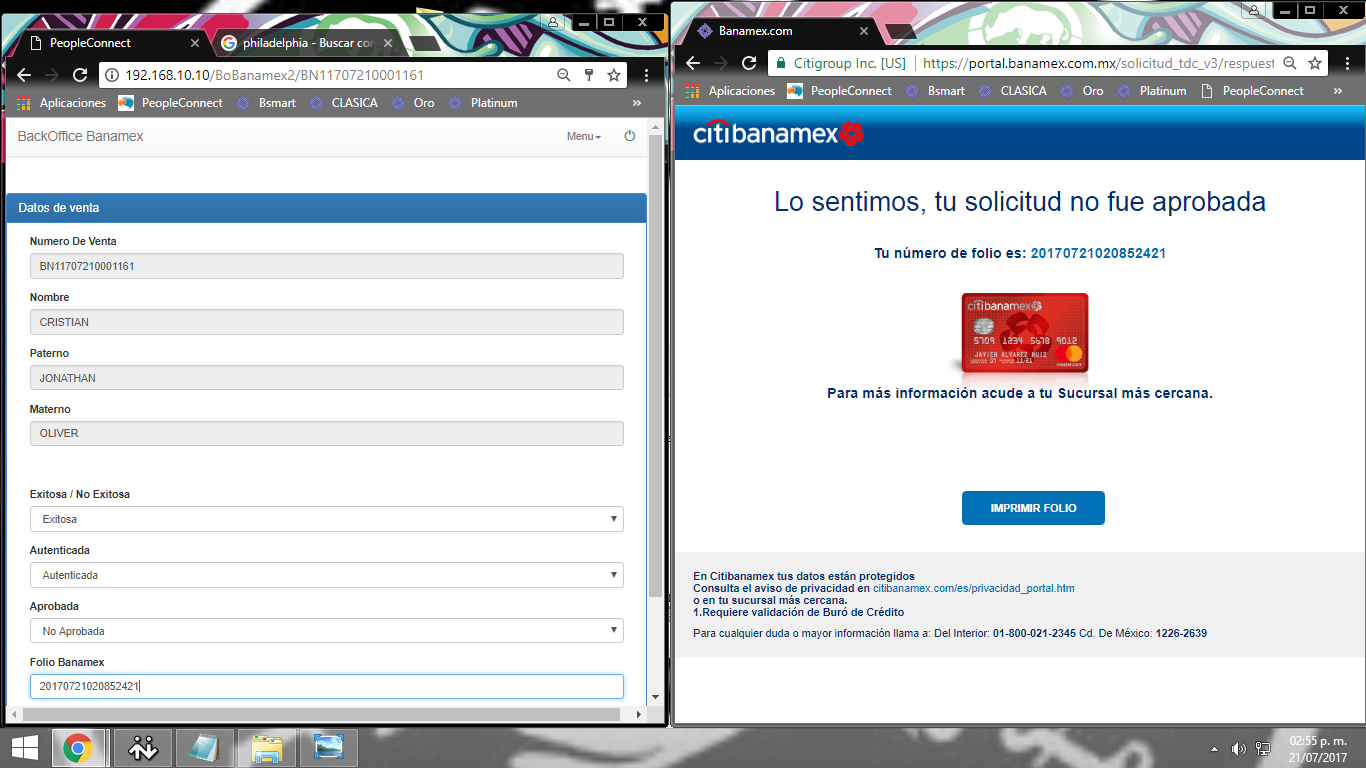 PeopleConnect
philadelphia - Buscar con
192.168.10.10/BoBanamex2/BN11707210001161
Aplicaciones PeopleConnect Bsmart CLASICA Oro Platinum »
BackOffice Banamex Menu
Datos de venta
Numero De Venta
BN11707210001161
Nombre
CRISTIAN
Paterno
JONATHAN
Materno
OLIVER
Exitosa / No Exitosa
Exitosa
Autenticada
Autenticada
Aprobada
No Aprobada
Folio Banamex
20170721020852421
Banamex.com
Citigroup Inc. [US] https://portal.banamex.com.mx/solicitud_tdc_v3/respuest
Aplicaciones PeopleConnect Bsmart CLASICA Oro Platinum PeopleConnect »
citibanamex
Lo sentimos, tu solicitud no fue aprobada
Tu número de folio es: 20170721020852421
citibanamex
5709 1234 5678 9012
JAVIER ALVAREZ RUIZ
07 11/21
mastercard
Para más información acude a tu Sucursal más cercana.
IMPRIMIR FOLIO
En Citibanamex tus datos están protegidos
Consulta el aviso de privacidad en citibanamex.com/es/privacidad_portal.htm
o en tu sucursal más cercana.
1.Requiere validación de Buró de Crédito
Para cualquier duda o mayor información llama a: Del Interior: 01-800-021-2345 Cd. De México: 1226-2639
02:55 p. m.
21/07/2017